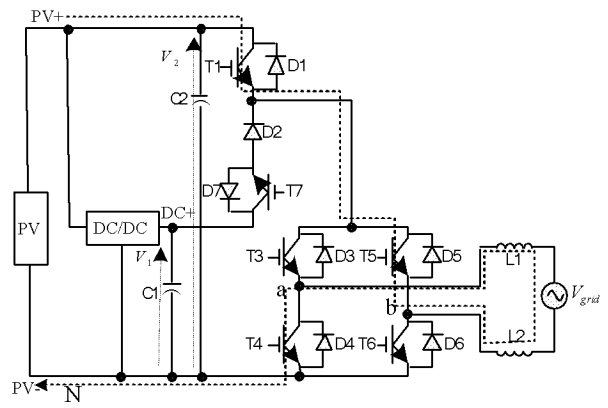 PV+
V2
T1
D1
C2
D2
D7
T7
PV
DC/DC
DC+
V1
C1
T3
D3
T5
D5
a
b
L1
Vgrid
L2
T4
D4
T6
D6
PV-
N